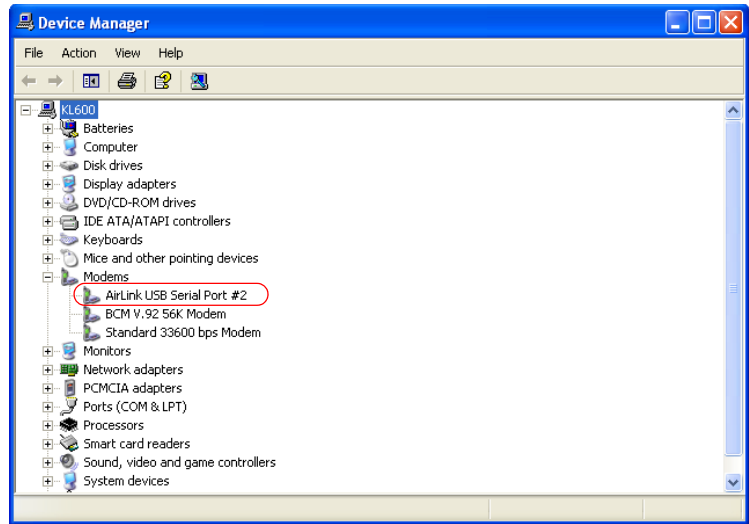 Device Manager
File Action View Help
KL600
Batteries
Computer
Disk drives
Display adapters
DVD/CD-ROM drives
IDE ATA/ATAPI controllers
Keyboards
Mice and other pointing devices
Modems
AirLink USB Serial Port #2
BCM V.92 56K Modem
Standard 33600 bps Modem
Monitors
Network adapters
PCMCIA adapters
Ports (COM & LPT)
Processors
Smart card readers
Sound, video and game controllers
System devices